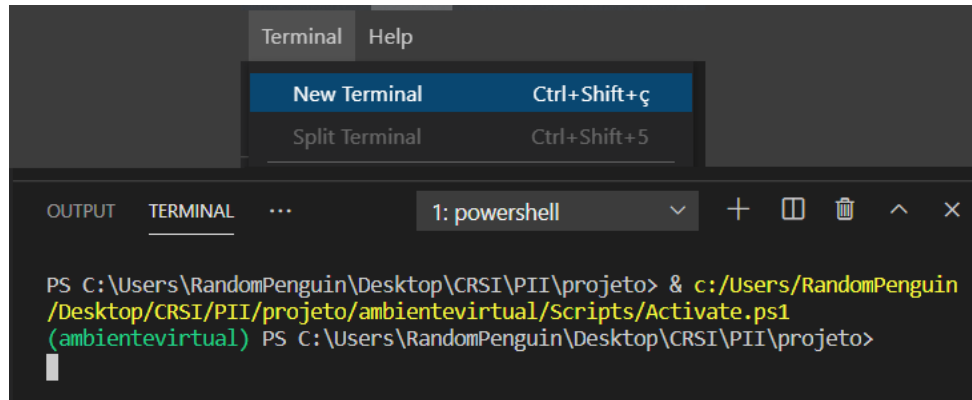 Terminal Help
New Terminal Ctrl+Shift+ç
Split Terminal Ctrl+Shift+5
OUTPUT TERMINAL ··· 1: powershell
PS C:\Users\RandomPenguin\Desktop\CRSI\PII\projeto> & c:/Users/RandomPenguin
/Desktop/CRSI/PII/projeto/ambientevirtual/Scripts/Activate.ps1
(ambientevirtual) PS C:\Users\RandomPenguin\Desktop\CRSI\PII\projeto>